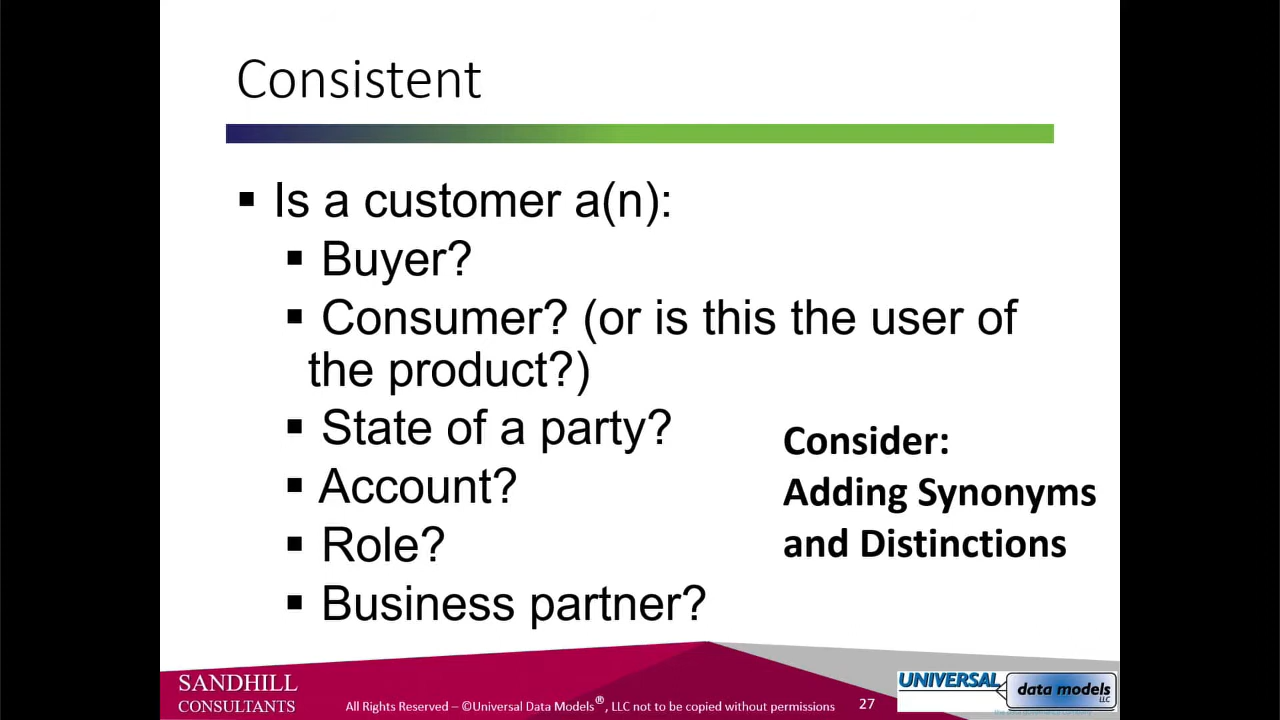 Consistent
▪ Is a customer a(n):
▪ Buyer?
▪ Consumer? (or is this the user of
the product?)
▪ State of a party?
▪ Account?
▪ Role?
▪ Business partner?
Consider:
Adding Synonyms
and Distinctions
SANDHILL
CONSULTANTS
All Rights Reserved – ©Universal Data Models®, LLC not to be copied without permissions
27
UNIVERSAL
data models
LLC